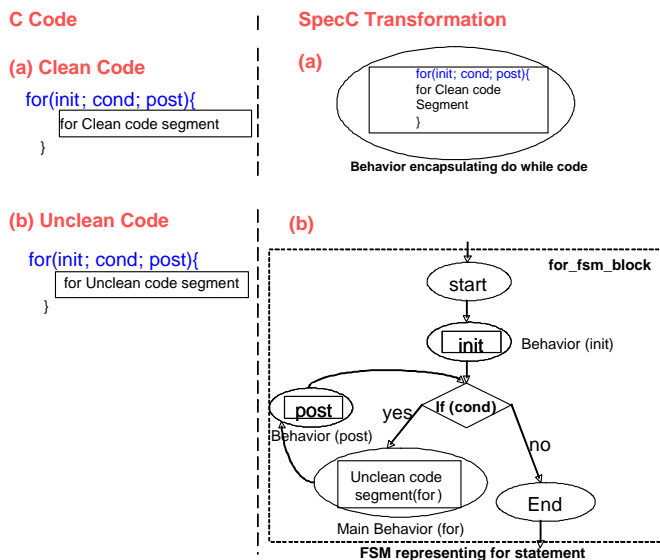 C Code
SpecC Transformation
(a) Clean Code
for(init; cond; post){
for Clean code segment
}
(a)
for(init; cond; post){
for Clean code
Segment
}
Behavior encapsulating do while code
(b) Unclean Code
for(init; cond; post){
for Unclean code segment
}
(b)
for_fsm_block
start
init
Behavior (init)
If (cond)
yes
no
post
Behavior (post)
Unclean code
segment(for)
Main Behavior (for)
End
FSM representing for statement